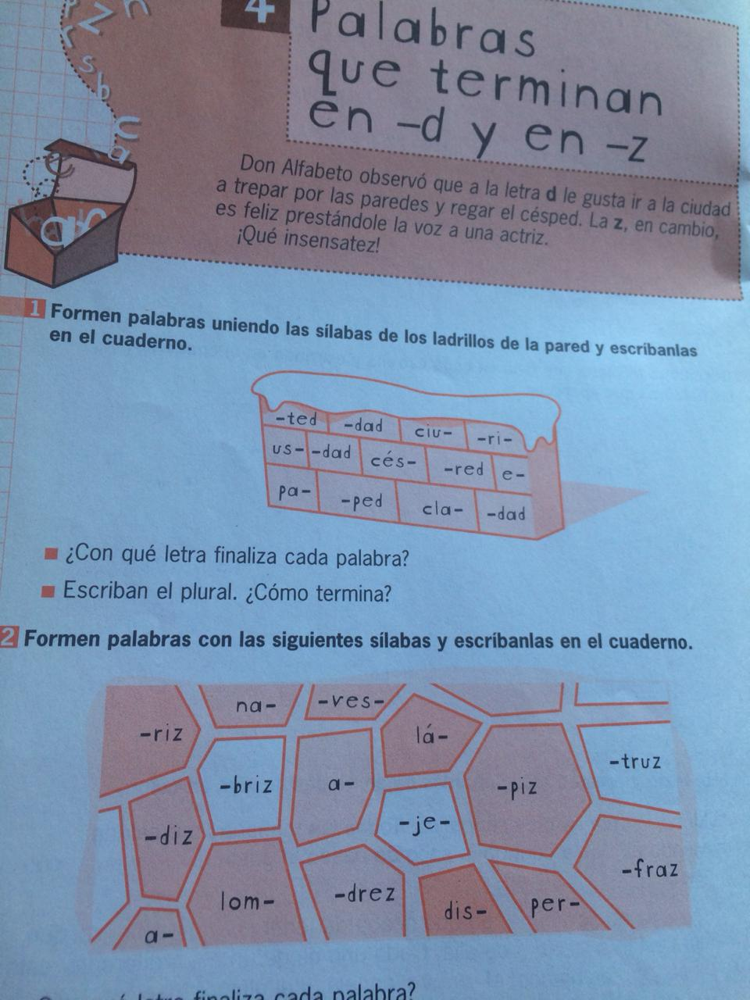 4
Palabras
que terminan
en -d y en -z
Don Alfabeto observó que a la letra d le gusta ir a la ciudad
a trepar por las paredes y regar el césped. La z, en cambio,
es feliz prestándole la voz a una actriz.
¡Qué insensatez!
1 Formen palabras uniendo las sílabas de los ladrillos de la pared y escríbanlas
en el cuaderno.
-ted -dad ciu- -ri-
us- -dad cés- -red e-
pa- -ped cla- -dad
¿Con qué letra finaliza cada palabra?
Escriban el plural. ¿Cómo termina?
2 Formen palabras con las siguientes sílabas y escríbanlas en el cuaderno.
na- -ves-
-riz lá-
-truz
-briz a- -piz
-je-
-diz
-fraz
lom- -drez dis- per-
a-
finaliza cada palabra?